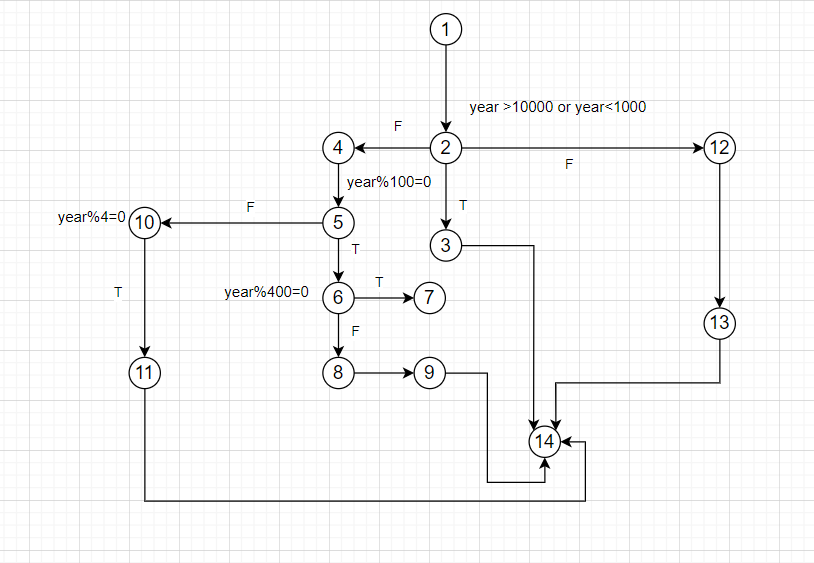 1
year >10000 or year<1000
F
4
2
12
F
year%100=0
T
F
year%4=0
10
5
3
T
T
year%400=0
6
7
T
13
F
11
8
9
14